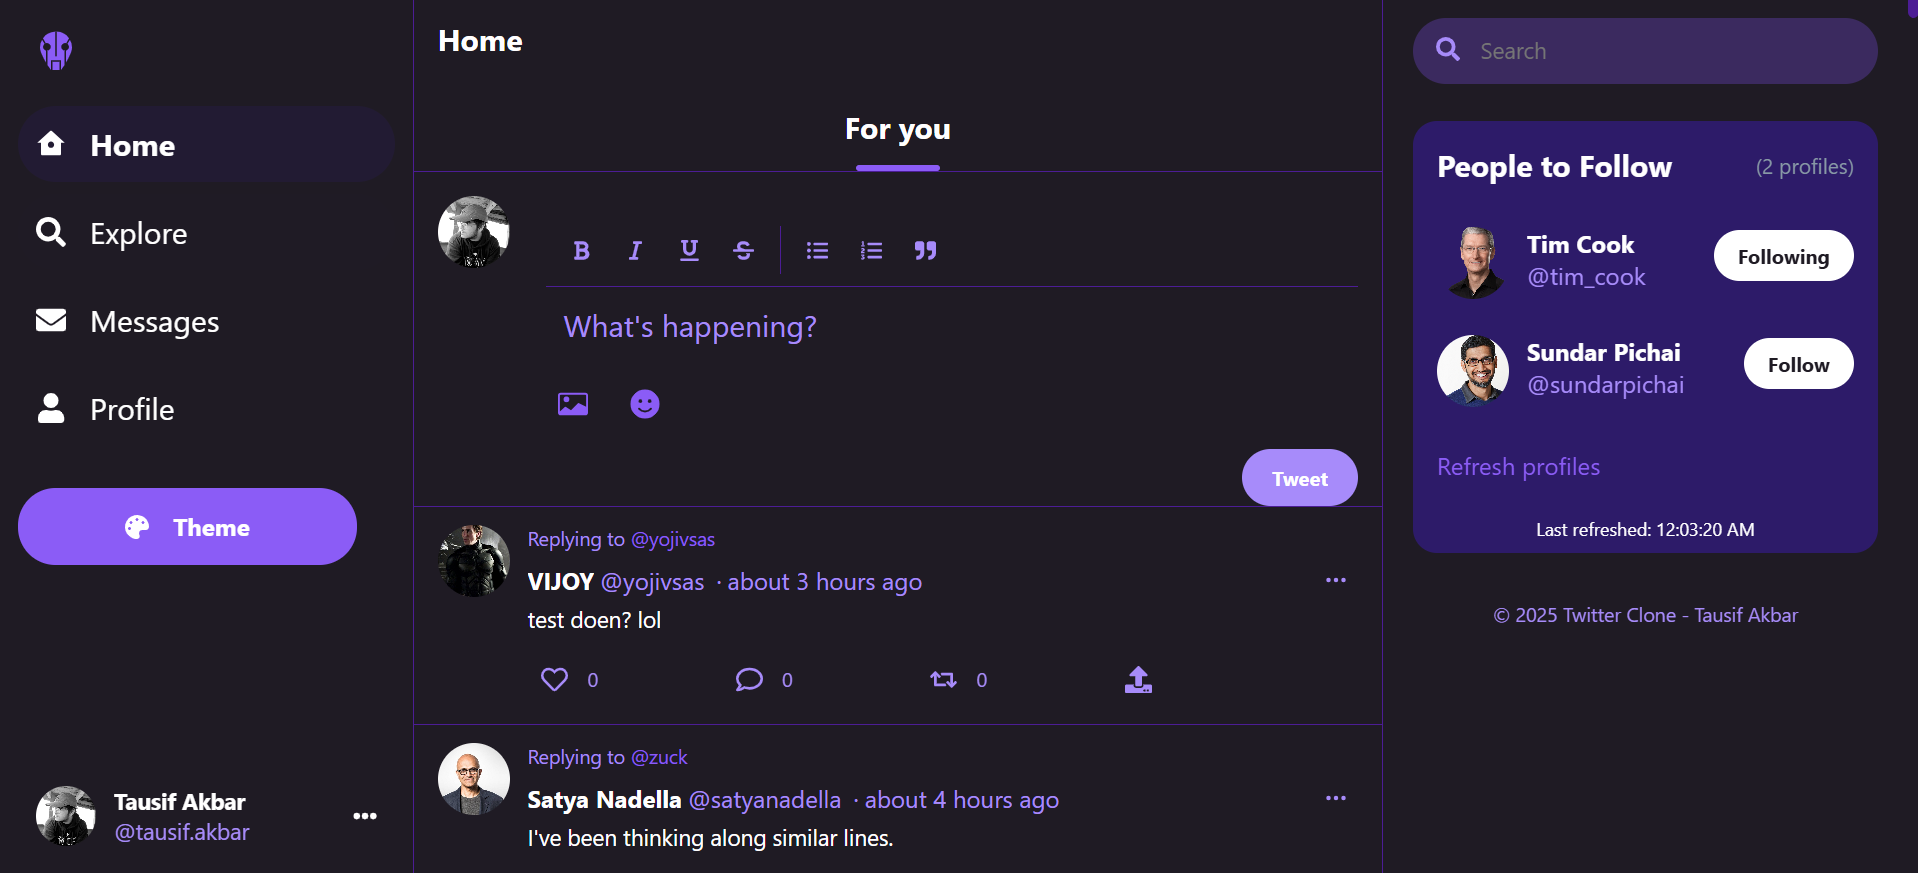 Home
Explore
Messages
Profile
Theme
Tausif Akbar
@tausif.akbar
Home
For you
B I U S
What's happening?
Tweet
Replying to @yojivsas
VIJOY @yojivsas · about 3 hours ago
test doen? lol
0 0 0
Replying to @zuck
Satya Nadella @satyanadella · about 4 hours ago
I've been thinking along similar lines.
Search
People to Follow (2 profiles)
Tim Cook
@tim_cook
Following
Sundar Pichai
@sundarpichai
Follow
Refresh profiles
Last refreshed: 12:03:20 AM
© 2025 Twitter Clone - Tausif Akbar